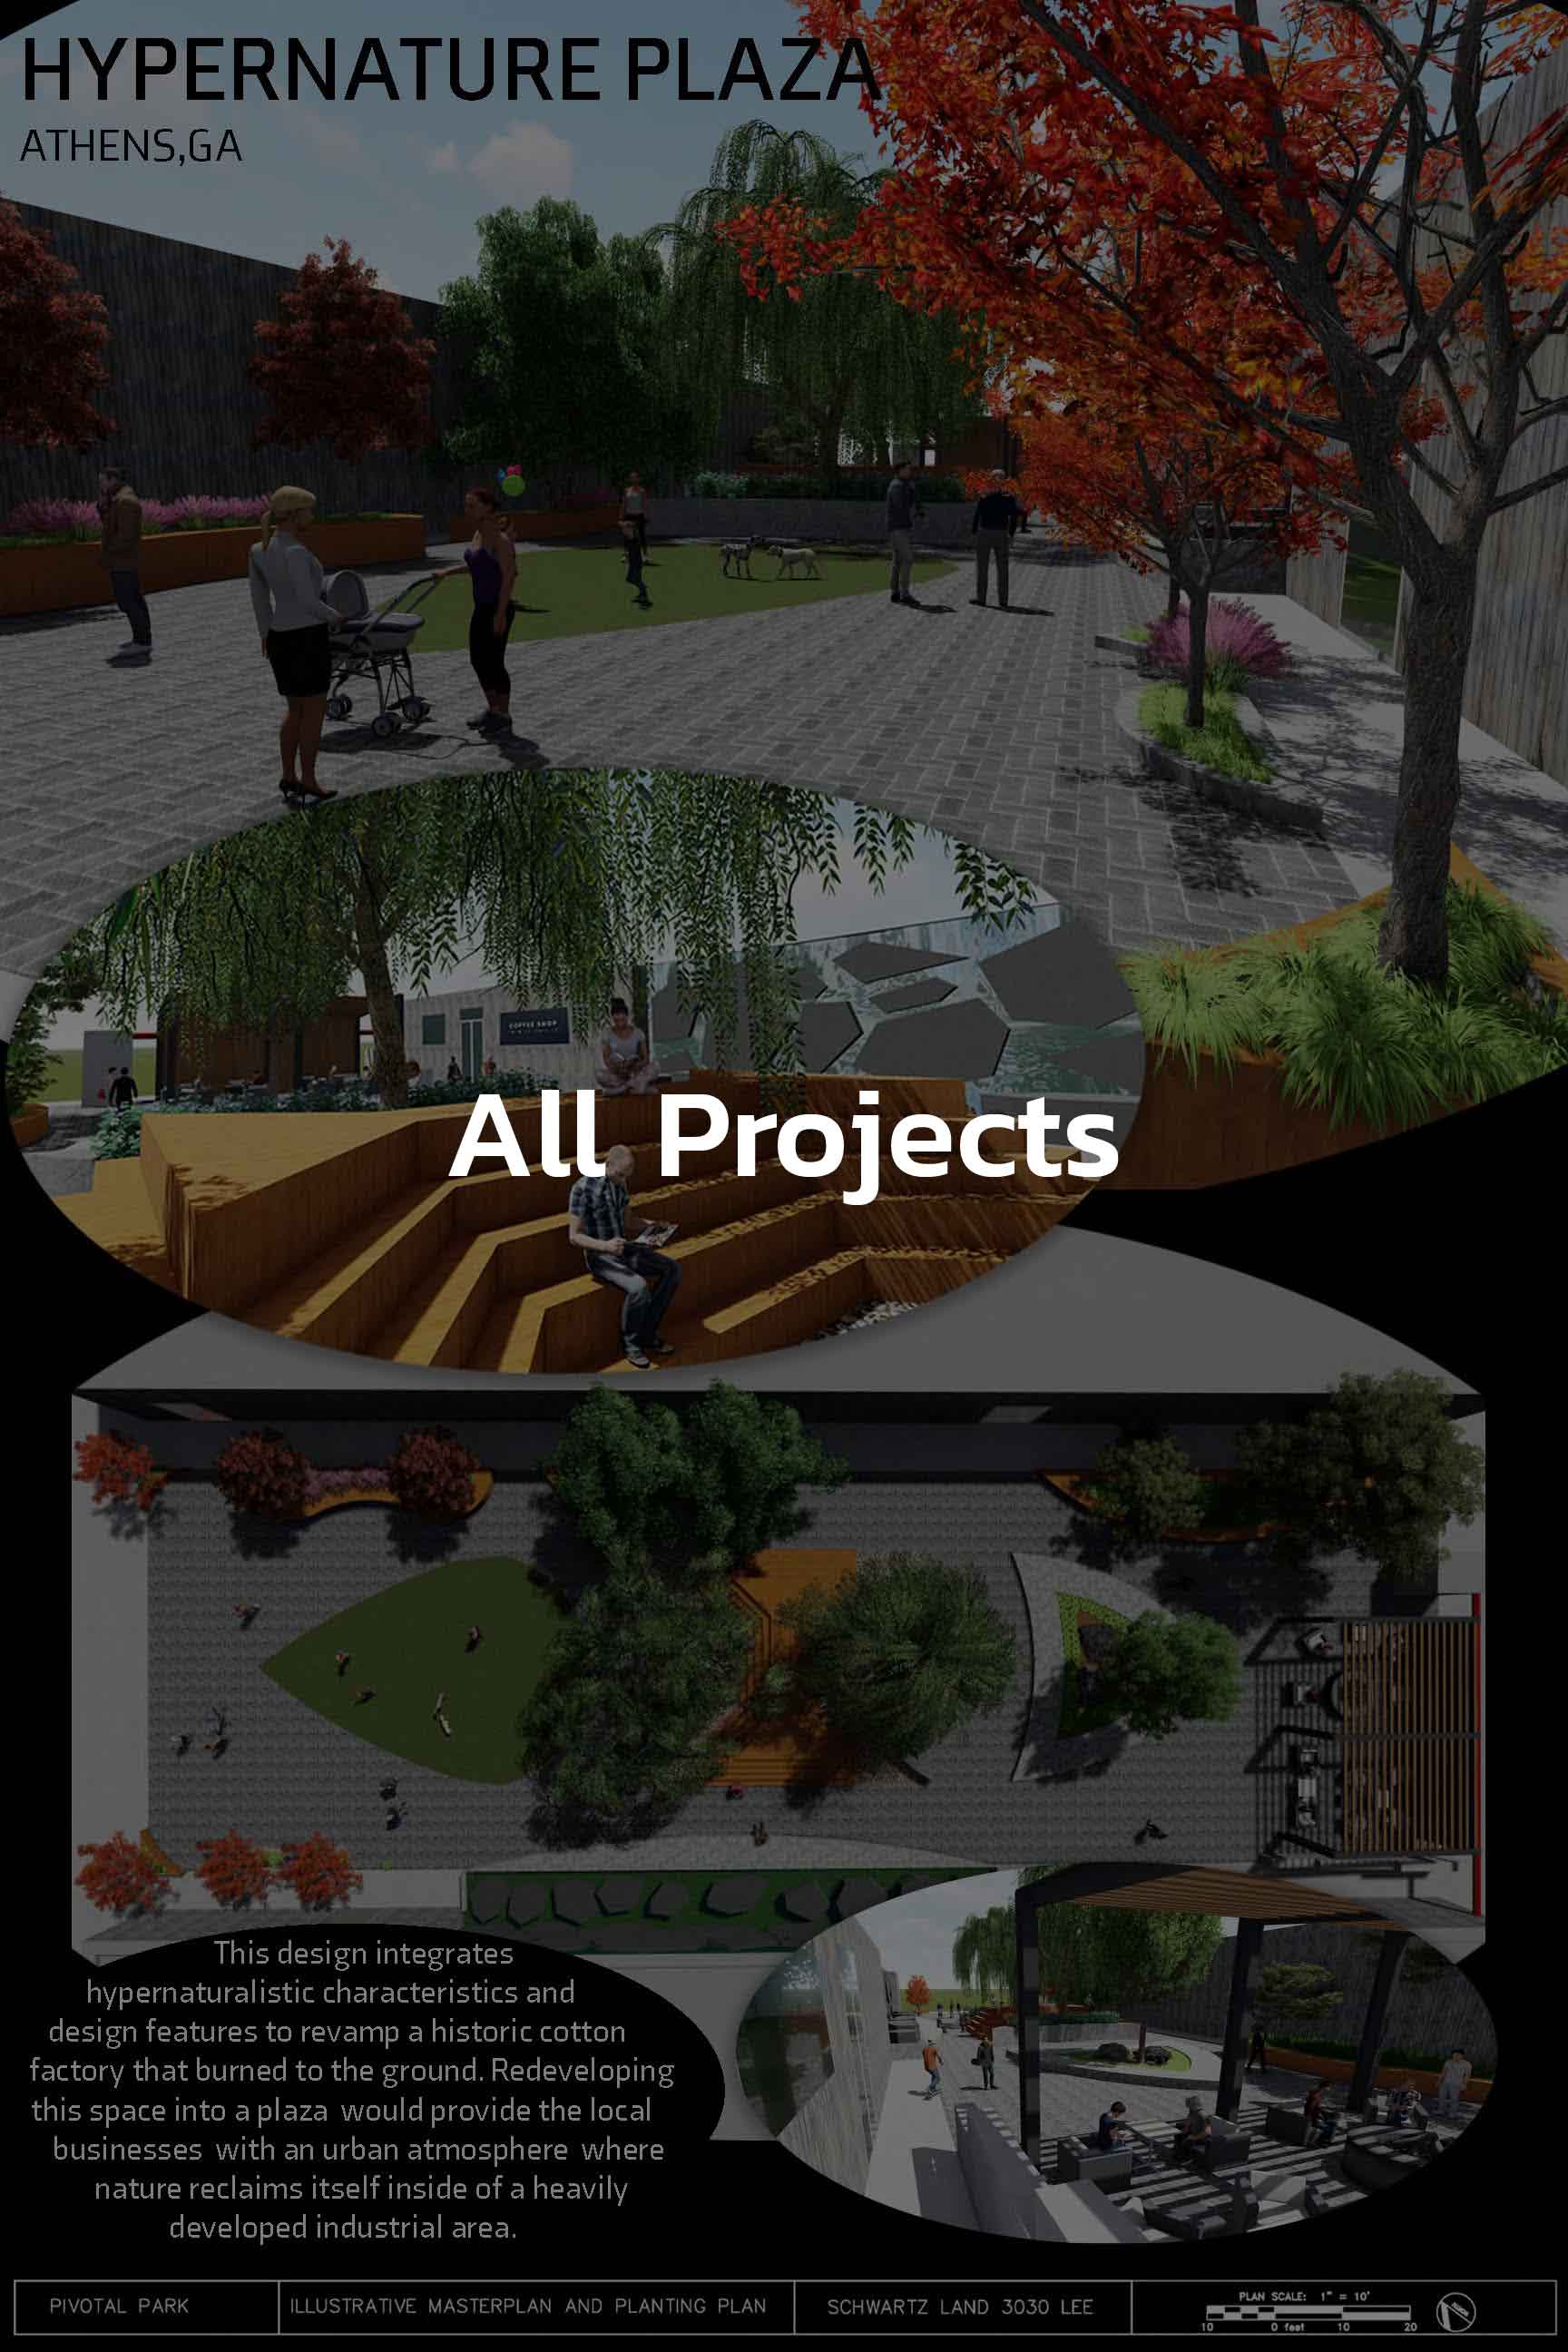 HYPERNATURE PLAZA
ATHENS,GA
COFFEE SHOP
All Projects
This design integrates
hypernaturalistic characteristics and
design features to revamp a historic cotton
factory that burned to the ground. Redeveloping
this space into a plaza would provide the local
businesses with an urban atmosphere where
nature reclaims itself inside of a heavily
developed industrial area.
PIVOTAL PARK
ILLUSTRATIVE MASTERPLAN AND PLANTING PLAN
SCHWARTZ LAND 3030 LEE
PLAN SCALE: 1" = 10'
10 0 feet 10 20